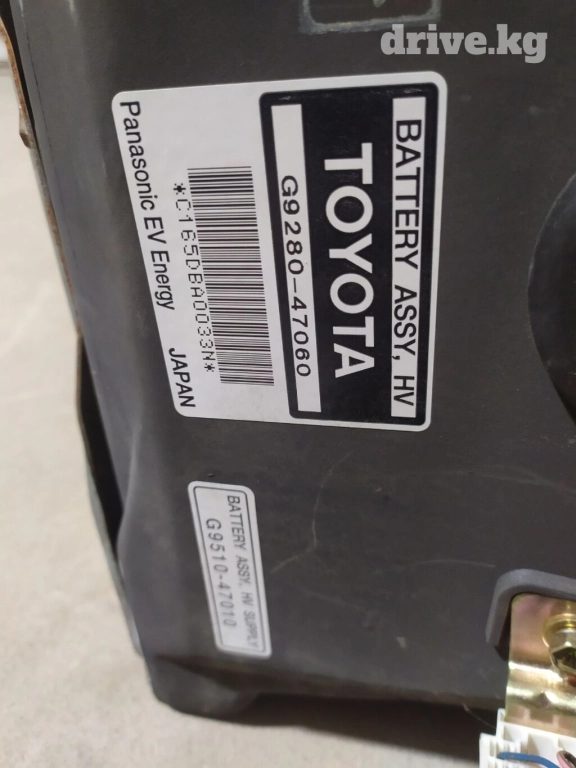 drive.kg
BATTERY ASSY, HV
TOYOTA
G9280-47060
*C165DBA0033N*
Panasonic EV Energy JAPAN
BATTERY ASSY, HV SUPPLY
G9510-47010